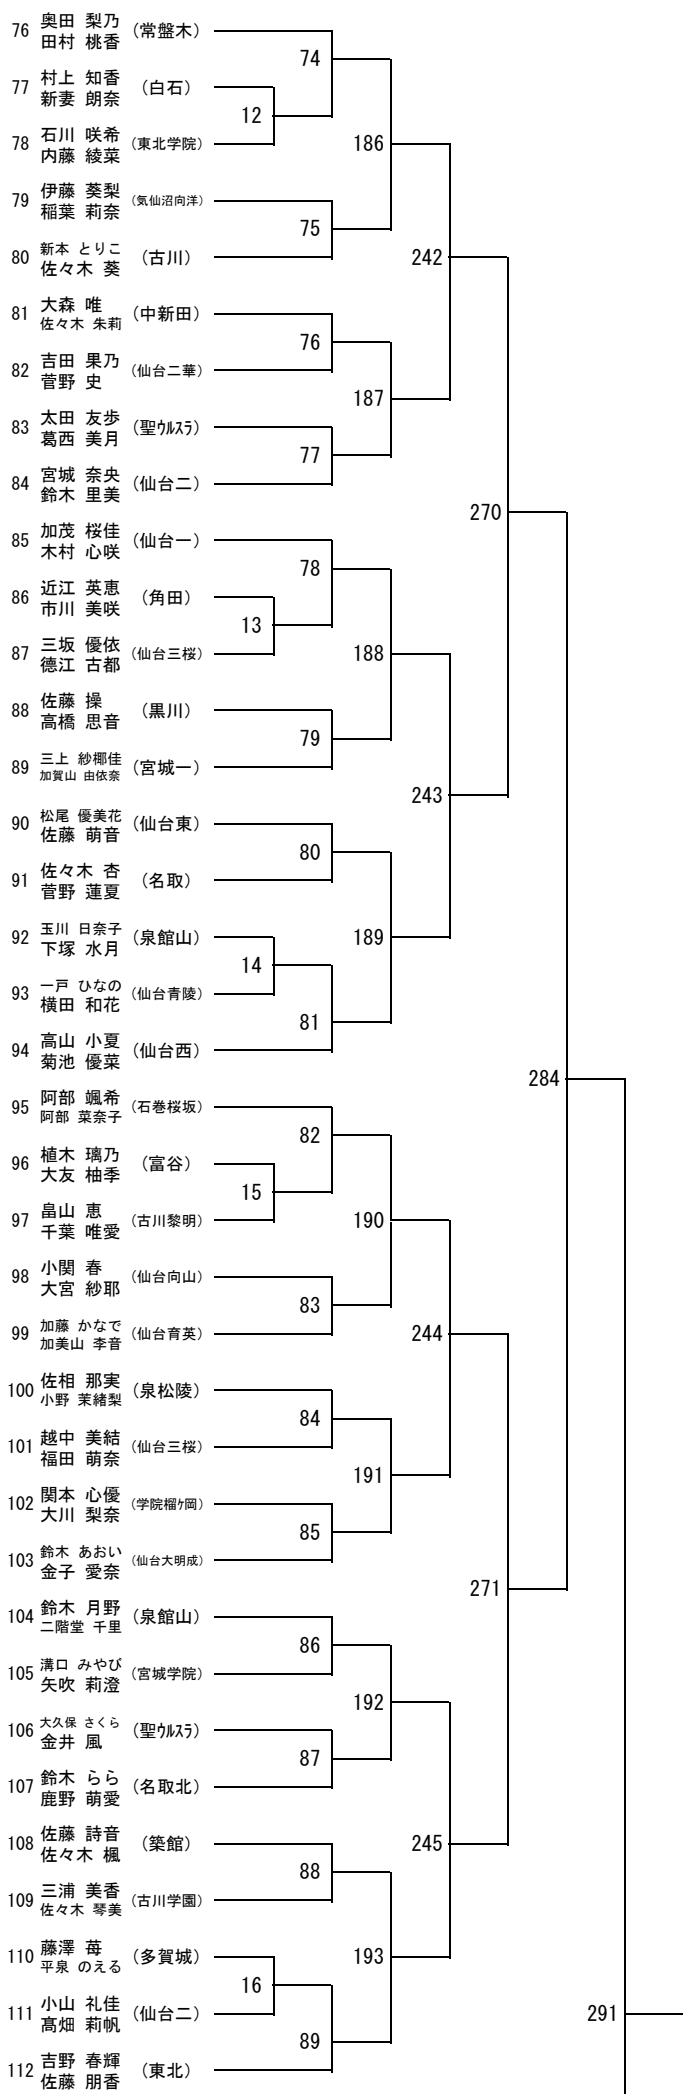 76 奥田 梨乃 (常盤木)
田村 桃香
74
77 村上 知香 (白石)
新妻 朗奈
12
78 石川 咲希 (東北学院)
内藤 綾菜
186
79 伊藤 葵梨 (気仙沼向洋)
稲葉 莉奈
75
80 新本 とりこ (古川)
佐々木 葵
242
81 大森 唯 (中新田)
佐々木 朱莉
76
82 吉田 果乃 (仙台二華)
菅野 史
187
83 太田 友歩 (聖ウルスラ)
葛西 美月
77
84 宮城 奈央 (仙台二)
鈴木 里美
270
85 加茂 桜佳 (仙台一)
木村 心咲
78
86 近江 英恵 (角田)
市川 美咲
13
87 三坂 優依 (仙台三桜)
德江 古都
188
88 佐藤 操 (黒川)
高橋 思音
79
89 三上 紗椰佳 (宮城一)
加賀山 由依奈
243
90 松尾 優美花 (仙台東)
佐藤 萌音
80
91 佐々木 杏 (名取)
菅野 蓮夏
92 玉川 日奈子 (泉館山)
下塚 水月
189
14
93 一戸 ひなの (仙台青陵)
横田 和花
81
94 高山 小夏 (仙台西)
菊池 優菜
284
95 阿部 颯希 (石巻桜坂)
阿部 菜奈子
82
96 植木 璃乃 (富谷)
大友 柚季
15
97 畠山 恵 (古川黎明)
千葉 唯愛
190
98 小関 春 (仙台向山)
大宮 紗耶
83
99 加藤 かなで (仙台育英)
加美山 李音
244
100 佐相 那実 (泉松陵)
小野 茉緒梨
84
101 越中 美結 (仙台三桜)
福田 萌奈
191
102 関本 心優 (学院榴ケ岡)
大川 梨奈
85
103 鈴木 あおい (仙台大明成)
金子 愛奈
271
104 鈴木 月野 (泉館山)
二階堂 千里
86
105 溝口 みやび (宮城学院)
矢吹 莉澄
192
106 大久保 さくら (聖ウルスラ)
金井 風
87
107 鈴木 らら (名取北)
鹿野 萌愛
108 佐藤 詩音 (築館)
佐々木 楓
245
88
109 三浦 美香 (古川学園)
佐々木 琴美
110 藤澤 苺 (多賀城)
平泉 のえる
193
16
111 小山 礼佳 (仙台二)
髙畑 莉帆
291
89
112 吉野 春輝 (東北)
佐藤 朋香